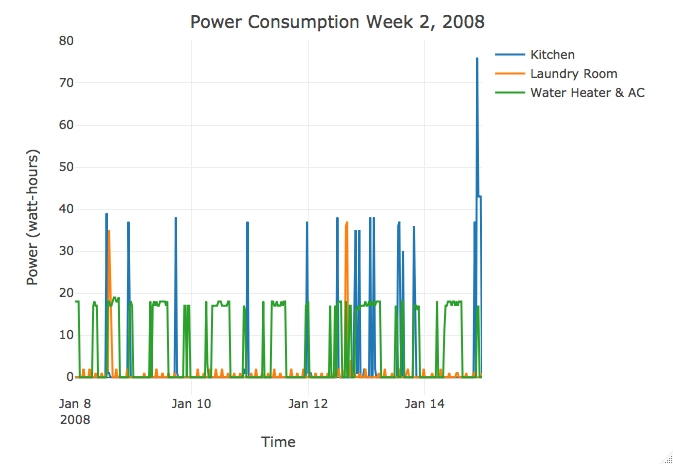 Power Consumption Week 2, 2008
Kitchen
Laundry Room
Water Heater & AC
Power (watt-hours)
80
70
60
50
40
30
20
10
0
Jan 8
2008
Jan 10
Jan 12
Jan 14
Time